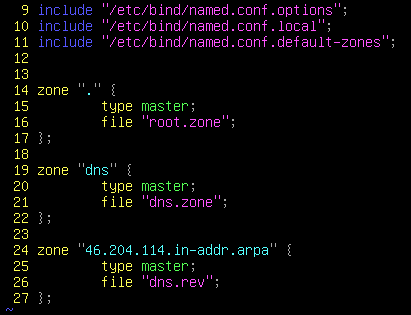 9 include "/etc/bind/named.conf.options";
10 include "/etc/bind/named.conf.local";
11 include "/etc/bind/named.conf.default-zones";
12
13
14 zone "." {
15         type master;
16         file "root.zone";
17 };
18
19 zone "dns" {
20         type master;
21         file "dns.zone";
22 };
23
24 zone "46.204.114.in-addr.arpa" {
25         type master;
26         file "dns.rev";
27 };
~